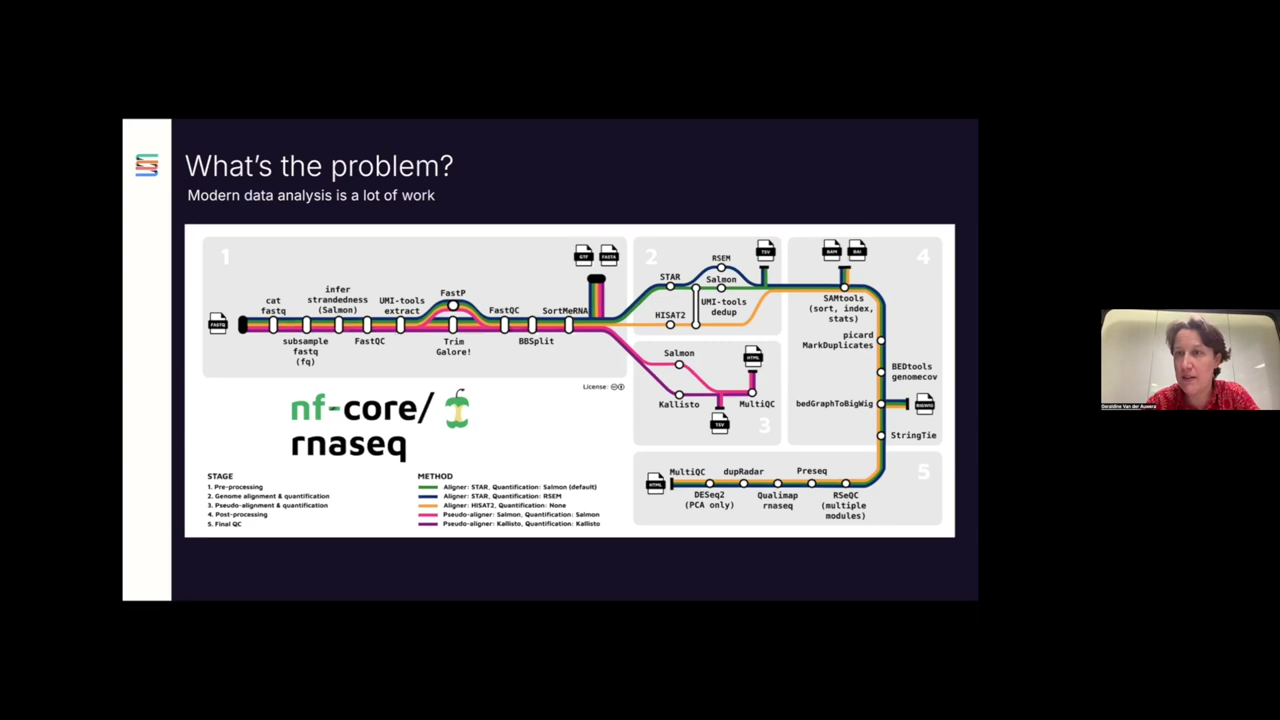 What's the problem?
Modern data analysis is a lot of work
1
GTF
FASTA
cat
fastq
infer
strandedness
(Salmon)
UMI-tools
extract
FastP
FastQC
SortMeRNA
FASTQ
subsample
fastq
(fq)
FastQC
Trim
Galore!
BBSplit
License:
nf-core/
rnaseq
STAGE
1. Pre-processing
2. Genome alignment & quantification
3. Pseudo-alignment & quantification
4. Post-processing
5. Final QC
METHOD
Aligner: STAR, Quantification: Salmon (default)
Aligner: STAR, Quantification: RSEM
Aligner: HISAT2, Quantification: None
Pseudo-aligner: Salmon, Quantification: Salmon
Pseudo-aligner: Kallisto, Quantification: Kallisto
2
TSV
RSEM
STAR
Salmon
UMI-tools
dedup
HISAT2
Salmon
HTML
Kallisto
MultiQC
TSV
3
BAM
BAI
4
SAMtools
(sort, index,
stats)
picard
MarkDuplicates
BEDtools
genomecov
bedGraphToBigWig
BIGWIG
StringTie
5
HTML
MultiQC
dupRadar
Preseq
DESeq2
(PCA only)
Qualimap
rnaseq
RSeQC
(multiple
modules)
Geraldine Van der Auwera